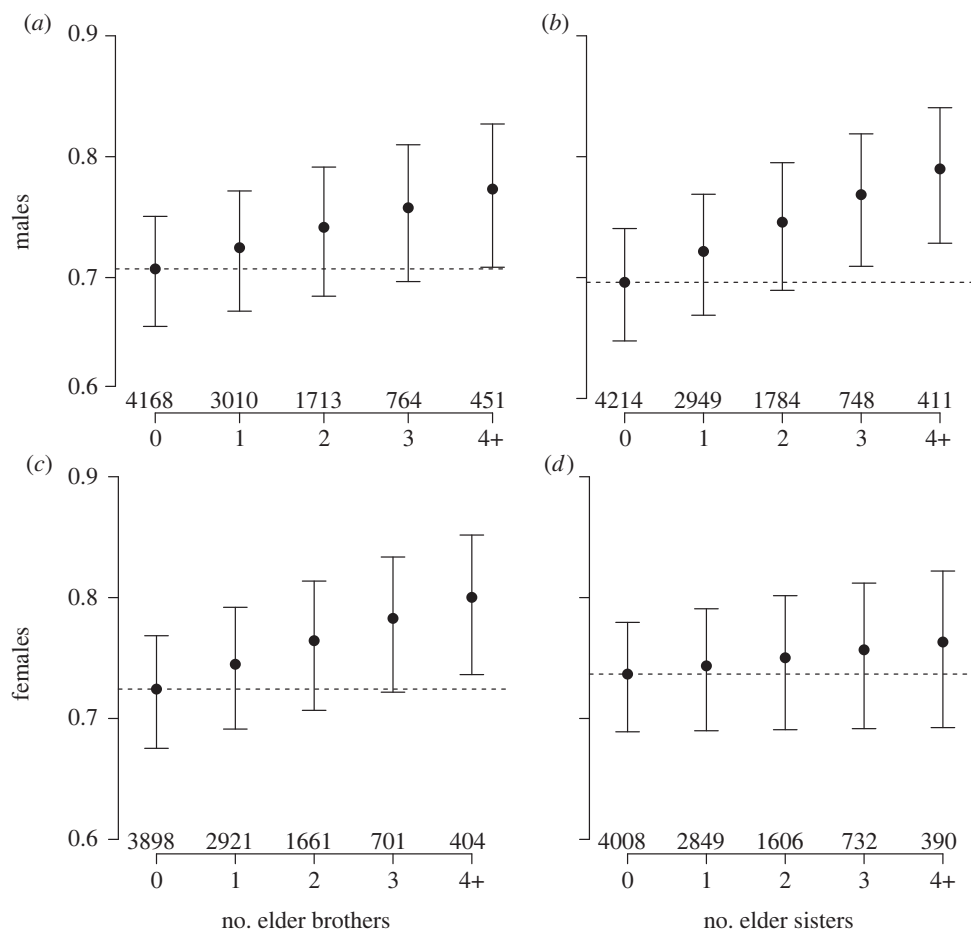 (a)
0.9
0.8
0.7
0.6
males
4168 3010 1713 764 451
0 1 2 3 4+
(b)
4214 2949 1784 748 411
0 1 2 3 4+
(c)
0.9
0.8
0.7
0.6
females
3898 2921 1661 701 404
0 1 2 3 4+
no. elder brothers
(d)
4008 2849 1606 732 390
0 1 2 3 4+
no. elder sisters